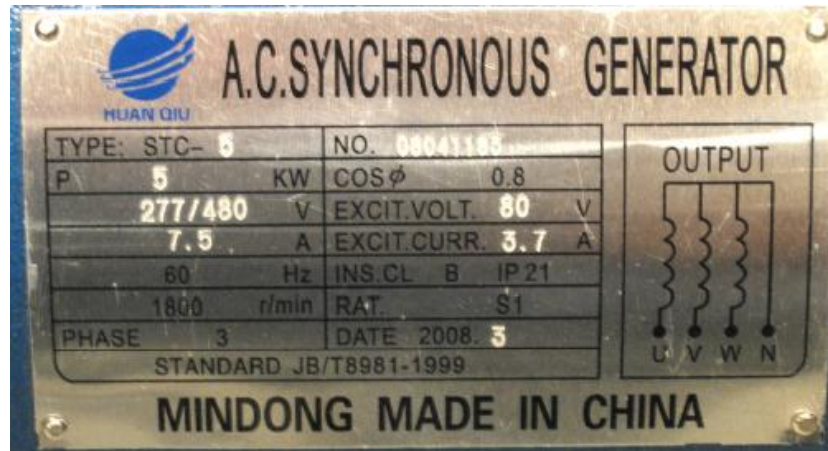 HUAN QIU
A.C.SYNCHRONOUS GENERATOR
TYPE: STC- 5 NO. 08041185
P 5 KW COSϕ 0.8
277/480 V EXCIT.VOLT. 80 V
7.5 A EXCIT.CURR. 3.7 A
60 Hz INS.CL B IP 21
1800 r/min RAT. S1
PHASE 3 DATE 2008. 3
STANDARD JB/T8981-1999
OUTPUT
U V W N
MINDONG MADE IN CHINA